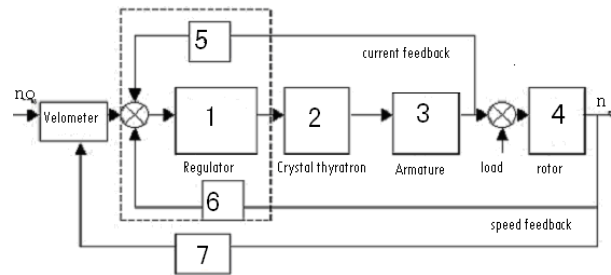 5
current feedback
n0
n
Velometer
1
2
3
4
Regulator
Crystal thyratron
Armature
load
rotor
6
speed feedback
7